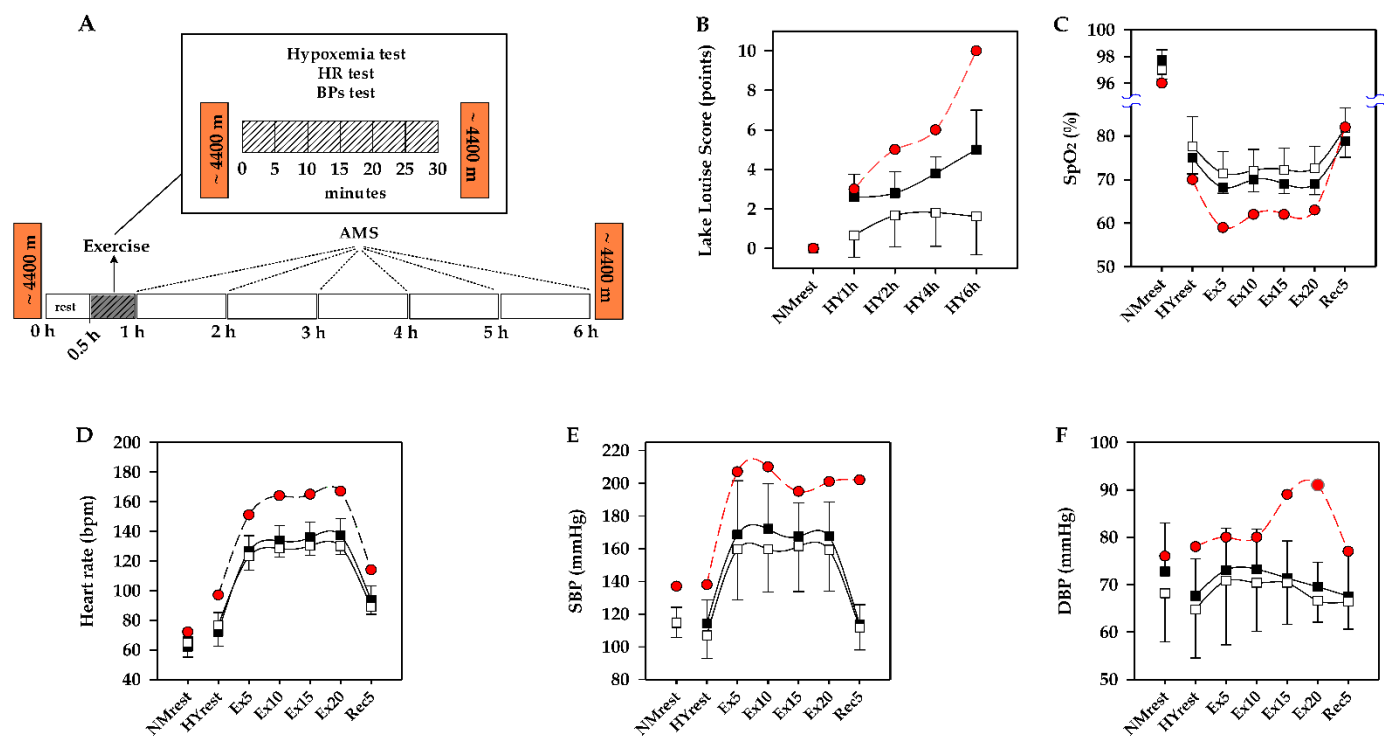 A
Hypoxemia test
HR test
BPs test
~ 4400 m
~ 4400 m
0 5 10 15 20 25 30
minutes
~ 4400 m
Exercise
AMS
~ 4400 m
rest
0 h 0.5 h 1 h 2 h 3 h 4 h 5 h 6 h
B
Lake Louise Score (points)
10
8
6
4
2
0
NMrest HY1h HY2h HY4h HY6h
C
SpO2 (%)
98
96
80
70
60
50
NMrest HYrest Ex5 Ex10 Ex15 Ex20 Rec5
D
Heart rate (bpm)
200
180
160
140
120
100
80
60
40
NMrest HYrest Ex5 Ex10 Ex15 Ex20 Rec5
E
SBP (mmHg)
220
200
180
160
140
120
100
80
NMrest HYrest Ex5 Ex10 Ex15 Ex20 Rec5
F
DBP (mmHg)
100
90
80
70
60
50
NMrest HYrest Ex5 Ex10 Ex15 Ex20 Rec5